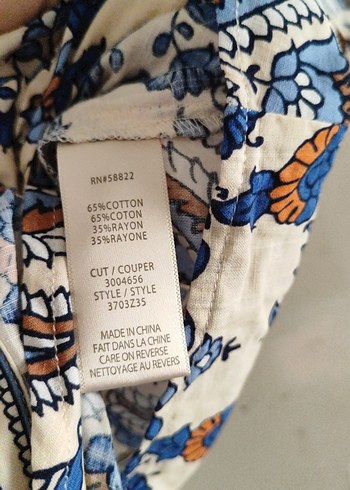 RN#58822
65%COTTON
65%COTON
35%RAYON
35%RAYONE
CUT / COUPER
3004656
STYLE / STYLE
3703Z35
MADE IN CHINA
FAIT DANS LA CHINE
CARE ON REVERSE
NETTOYAGE AU REVERS